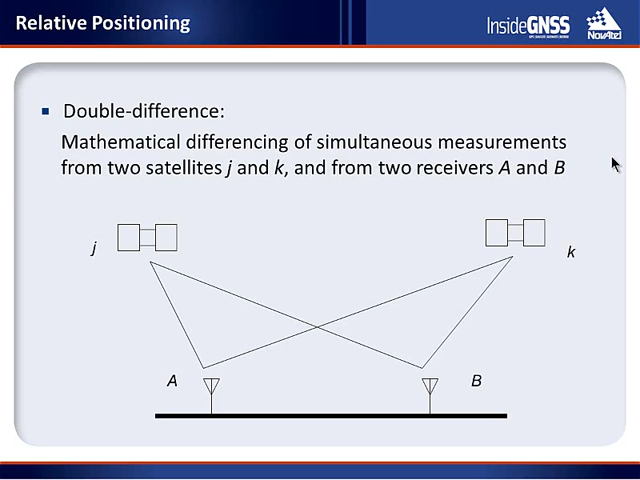 Relative Positioning
InsideGNSS
NovAtel
Double-difference:
Mathematical differencing of simultaneous measurements
from two satellites j and k, and from two receivers A and B
j
k
A
B